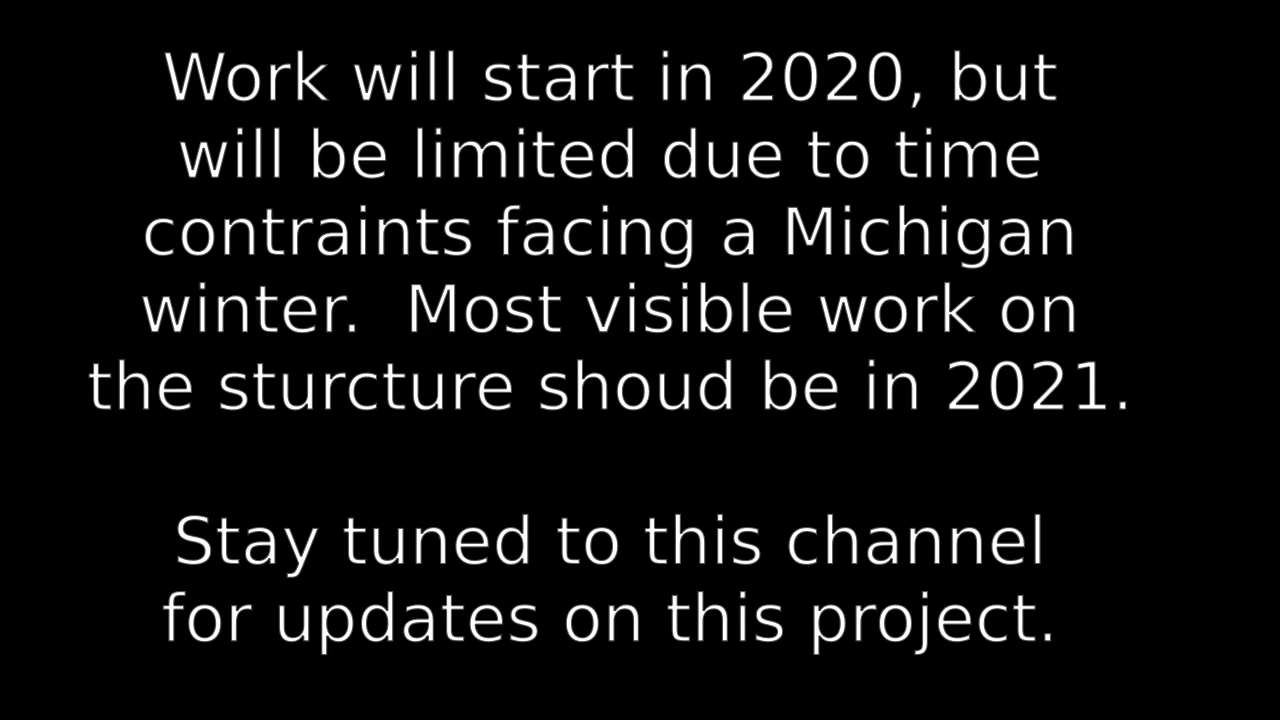 Work will start in 2020, but
will be limited due to time
contraints facing a Michigan
winter.  Most visible work on
the sturcture shoud be in 2021.
Stay tuned to this channel
for updates on this project.